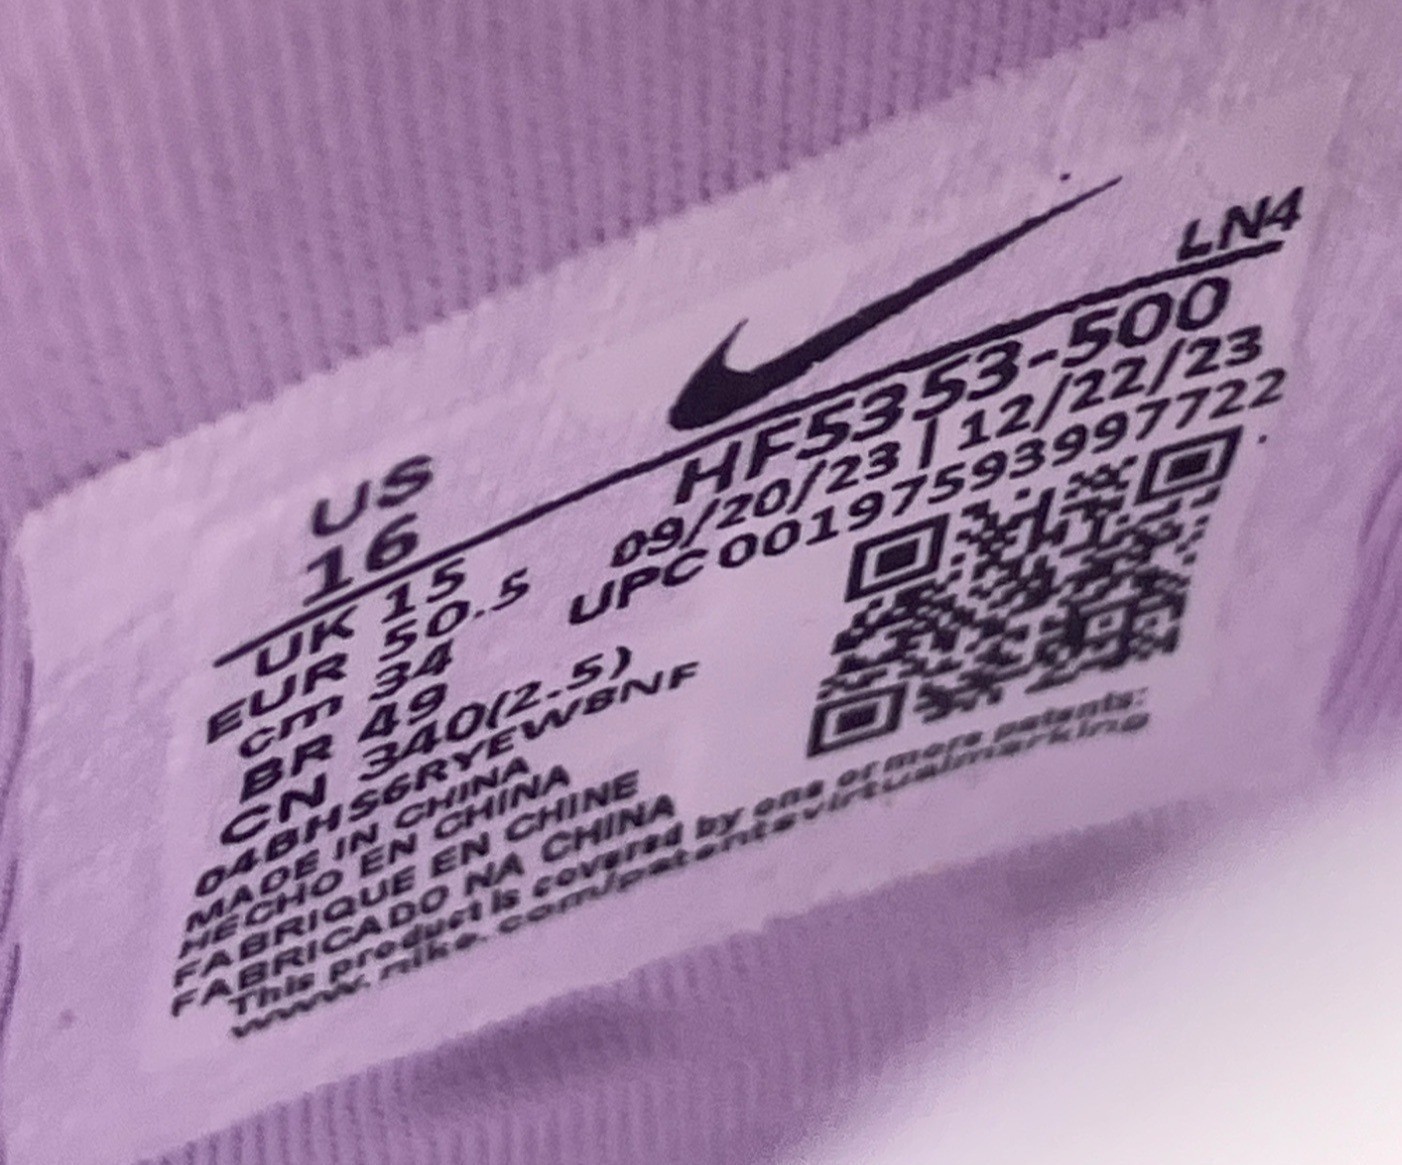 LN4
US
16
UK 15
EUR 50.5
cm 34
BR 49
CN 340(2.5)
04BHS6RYEWBNF
MADE IN CHINA
HECHO EN CHINA
FABRIQUE EN CHINE
FABRICADO NA CHINA
HF5353-500
09/20/23 | 12/22/23
UPC 00197593997722
This product is covered by one or more patents:
www.nike.com/patentsvirtualmarking